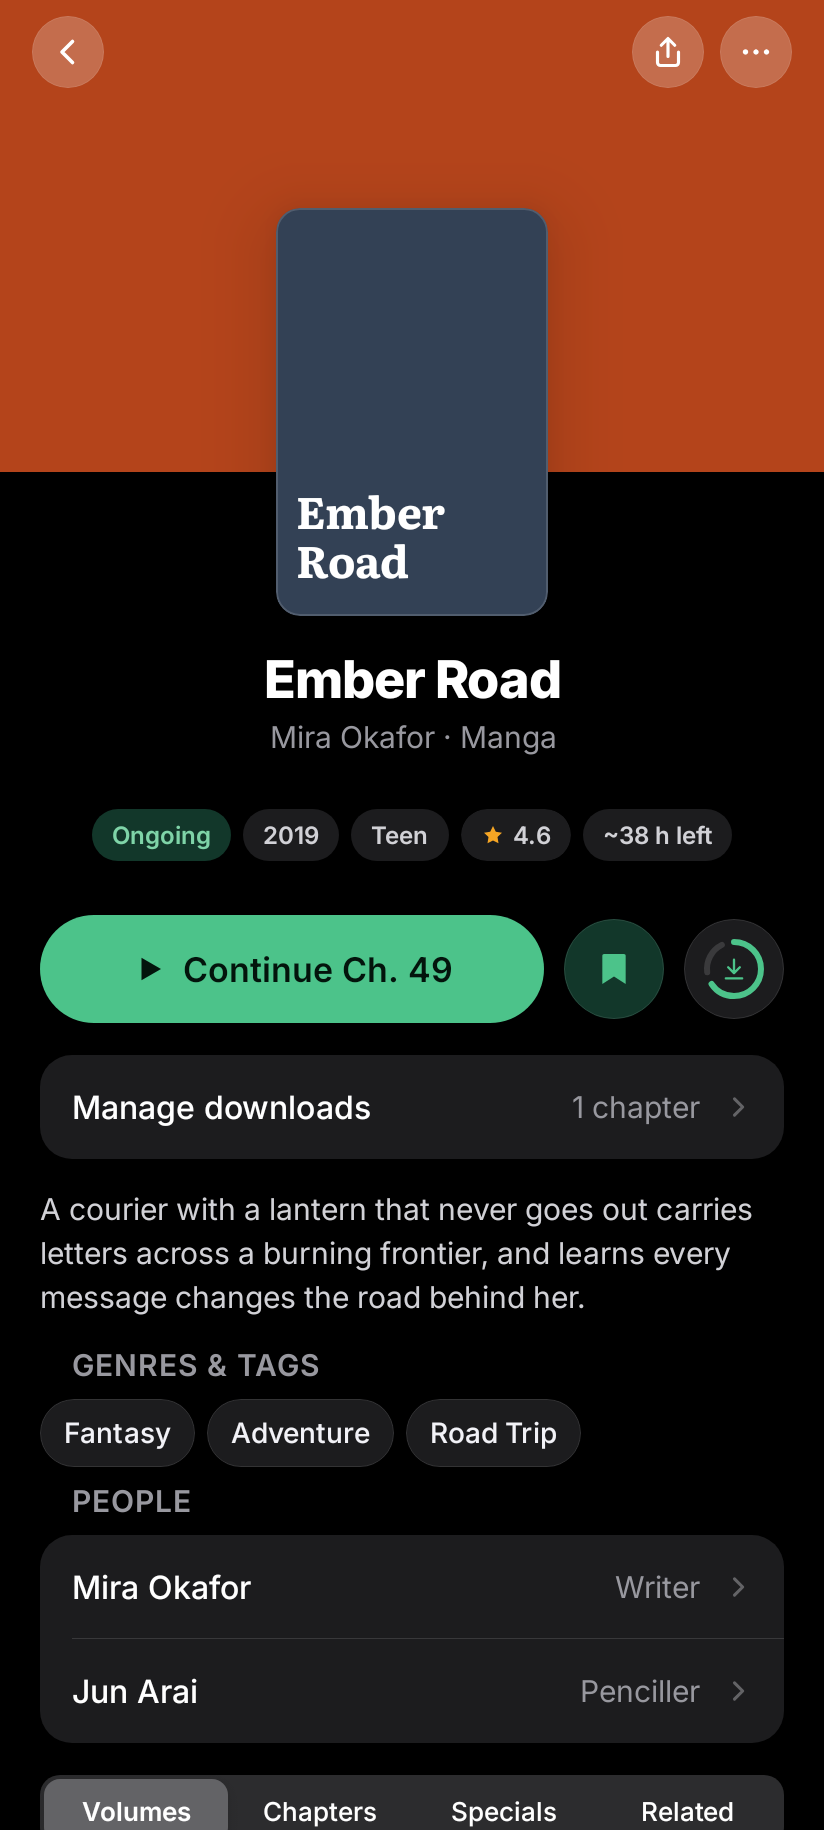 Ember
Road
Ember Road
Mira Okafor · Manga
Ongoing
2019
Teen
4.6
~38 h left
Continue Ch. 49
Manage downloads
1 chapter
A courier with a lantern that never goes out carries
letters across a burning frontier, and learns every
message changes the road behind her.
GENRES & TAGS
Fantasy
Adventure
Road Trip
PEOPLE
Mira Okafor
Writer
Jun Arai
Penciller
Volumes
Chapters
Specials
Related